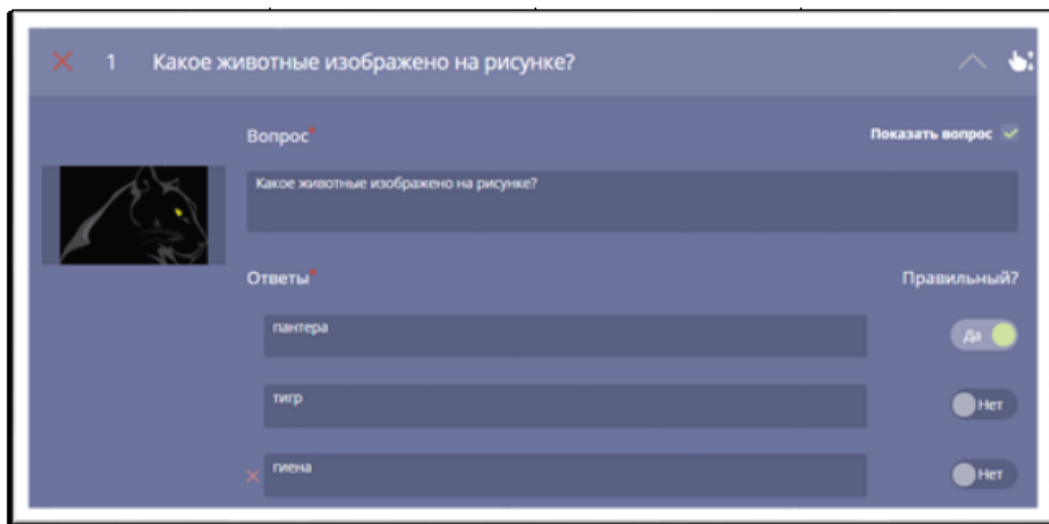 1 Какое животные изображено на рисунке?
Вопрос* Показать вопрос
Какое животные изображено на рисунке?
Ответы* Правильный?
пантера Да
тигр Нет
гиена Нет